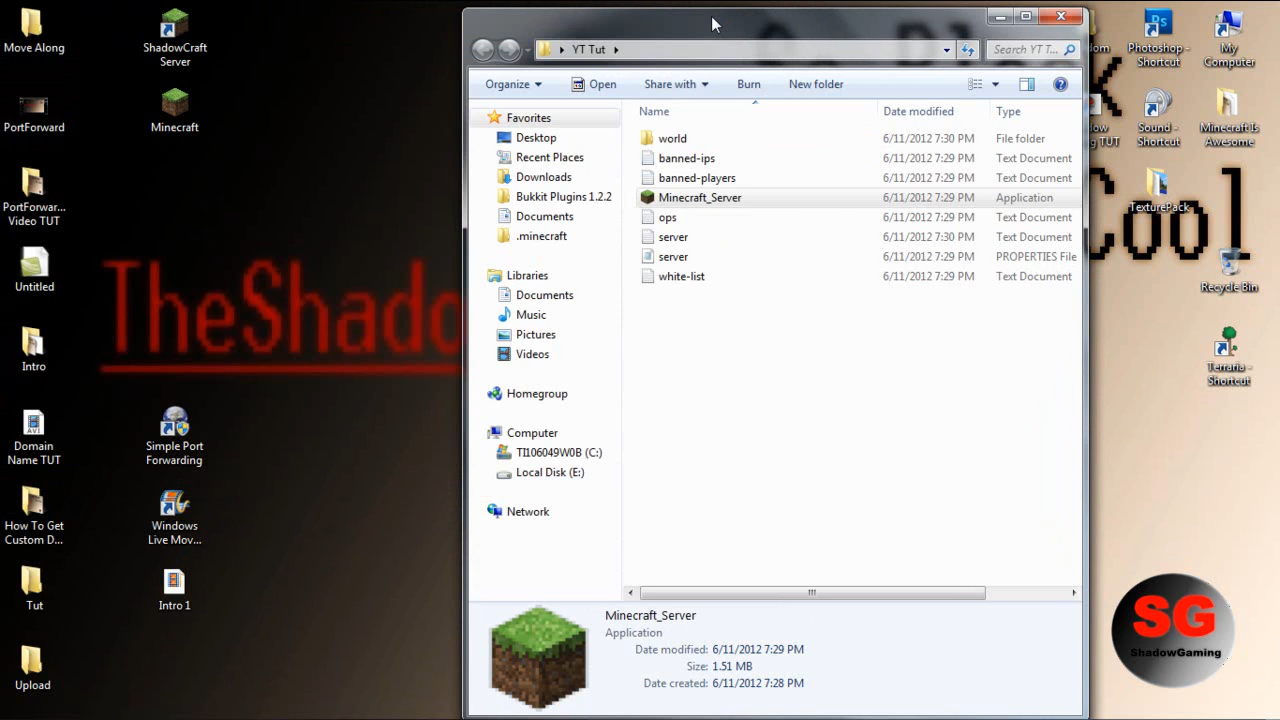 Move Along
ShadowCraft
Server
PortForward
Minecraft
PortForwar...
Video TUT
Untitled
Intro
Domain
Name TUT
Simple Port
Forwarding
How To Get
Custom D...
Windows
Live Mov...
Tut
Intro 1
Upload
TheShado
YT Tut
Search YT T...
Organize
Open
Share with
Burn
New folder
Favorites
Desktop
Recent Places
Downloads
Bukkit Plugins 1.2.2
Documents
.minecraft
Libraries
Documents
Music
Pictures
Videos
Homegroup
Computer
TI106049W0B (C:)
Local Disk (E:)
Network
Name Date modified Type
world 6/11/2012 7:30 PM File folder
banned-ips 6/11/2012 7:29 PM Text Document
banned-players 6/11/2012 7:29 PM Text Document
Minecraft_Server 6/11/2012 7:29 PM Application
ops 6/11/2012 7:29 PM Text Document
server 6/11/2012 7:30 PM Text Document
server 6/11/2012 7:29 PM PROPERTIES File
white-list 6/11/2012 7:29 PM Text Document
Minecraft_Server
Application
Date modified: 6/11/2012 7:29 PM
Size: 1.51 MB
Date created: 6/11/2012 7:28 PM
Photoshop -
Shortcut
My
Computer
Sound -
Shortcut
Minecraft Is
Awesome
TexturePack
Cool
Recycle Bin
Terraria -
Shortcut
SG
ShadowGaming